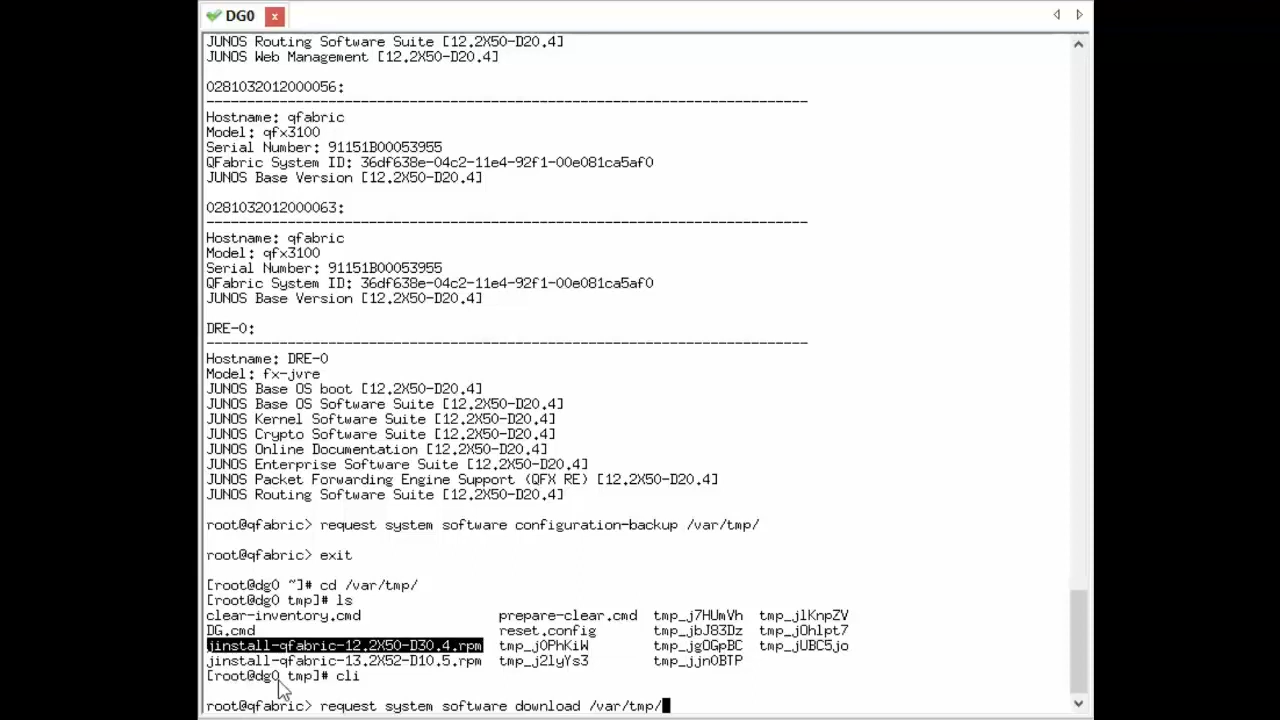 DG0 x
JUNOS Routing Software Suite [12.2X50-D20.4]
JUNOS Web Management [12.2X50-D20.4]
0281032012000056:
--------------------------------------------------------------------------
Hostname: qfabric
Model: qfx3100
Serial Number: 91151B00053955
QFabric System ID: 36df638e-04c2-11e4-92f1-00e081ca5af0
JUNOS Base Version [12.2X50-D20.4]
0281032012000063:
--------------------------------------------------------------------------
Hostname: qfabric
Model: qfx3100
Serial Number: 91151B00053955
QFabric System ID: 36df638e-04c2-11e4-92f1-00e081ca5af0
JUNOS Base Version [12.2X50-D20.4]
DRE-0:
--------------------------------------------------------------------------
Hostname: DRE-0
Model: fx-jvre
JUNOS Base OS boot [12.2X50-D20.4]
JUNOS Base OS Software Suite [12.2X50-D20.4]
JUNOS Kernel Software Suite [12.2X50-D20.4]
JUNOS Crypto Software Suite [12.2X50-D20.4]
JUNOS Online Documentation [12.2X50-D20.4]
JUNOS Enterprise Software Suite [12.2X50-D20.4]
JUNOS Packet Forwarding Engine Support (QFX RE) [12.2X50-D20.4]
JUNOS Routing Software Suite [12.2X50-D20.4]
root@qfabric> request system software configuration-backup /var/tmp/
root@qfabric> exit
[root@dg0 ~]# cd /var/tmp/
[root@dg0 tmp]# ls
clear-inventory.cmd prepare-clear.cmd tmp_j7HUmVh tmp_jlKnpZV
DG.cmd reset.config tmp_jbJ83Dz tmp_jOhlpt7
jinstall-qfabric-12.2X50-D30.4.rpm tmp_j0PhKiW tmp_jgOGpBC tmp_jUBC5jo
jinstall-qfabric-13.2X52-D10.5.rpm tmp_j2lyYs3 tmp_jjnOBTP
[root@dg0 tmp]# cli
root@qfabric> request system software download /var/tmp/